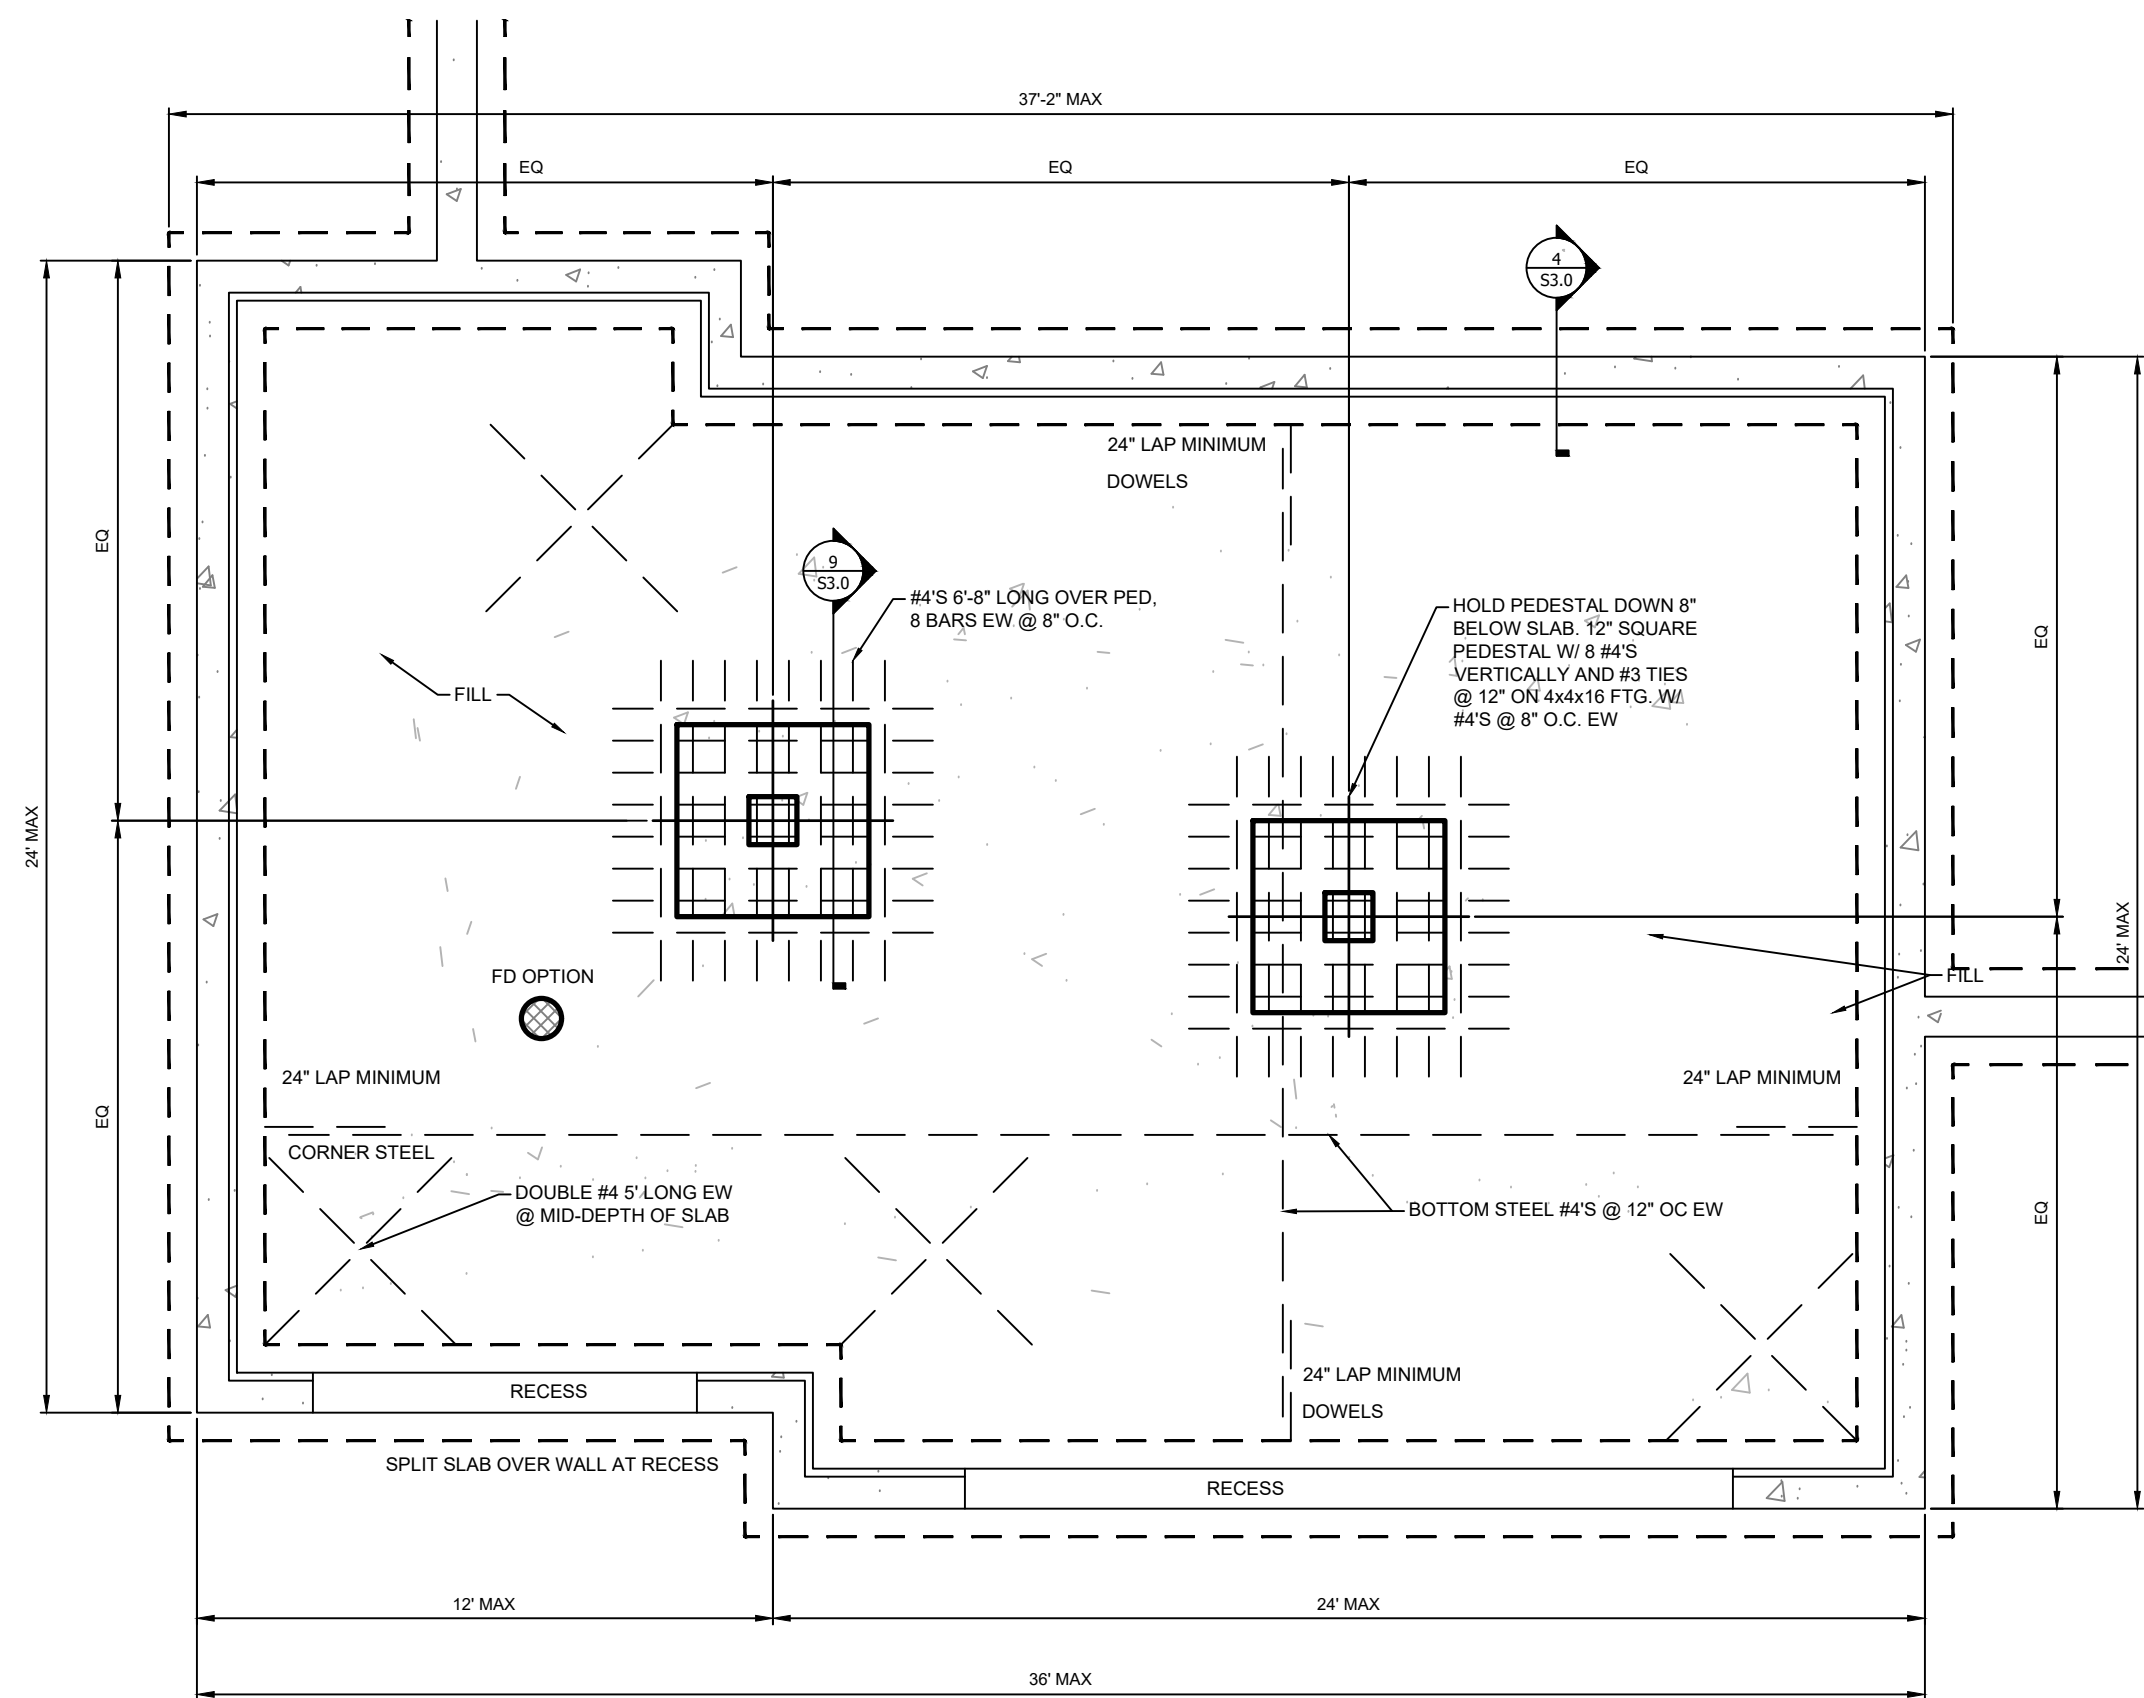 37'-2" MAX
EQ
EQ
EQ
4
S3.0
24" LAP MINIMUM
DOWELS
EQ
9
S3.0
#4'S 6'-8" LONG OVER PED,
8 BARS EW @ 8" O.C.
HOLD PEDESTAL DOWN 8"
BELOW SLAB. 12" SQUARE
PEDESTAL W/ 8 #4'S
VERTICALLY AND #3 TIES
@ 12" ON 4x4x16 FTG. W/
#4'S @ 8" O.C. EW
EQ
FILL
24' MAX
24' MAX
FD OPTION
FILL
24" LAP MINIMUM
24" LAP MINIMUM
EQ
CORNER STEEL
DOUBLE #4 5' LONG EW
@ MID-DEPTH OF SLAB
BOTTOM STEEL #4'S @ 12" OC EW
EQ
24" LAP MINIMUM
DOWELS
RECESS
SPLIT SLAB OVER WALL AT RECESS
RECESS
12' MAX
24' MAX
36' MAX